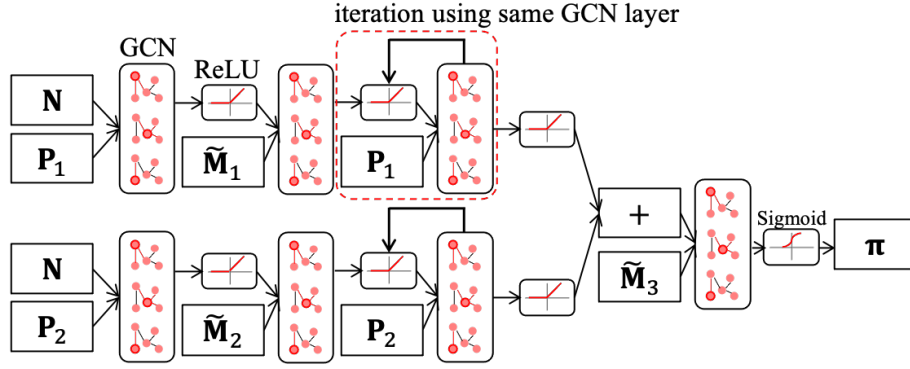 iteration using same GCN layer
GCN
ReLU
N
P₁
M̃₁
P₁
N
P₂
M̃₂
P₂
+
M̃₃
Sigmoid
π